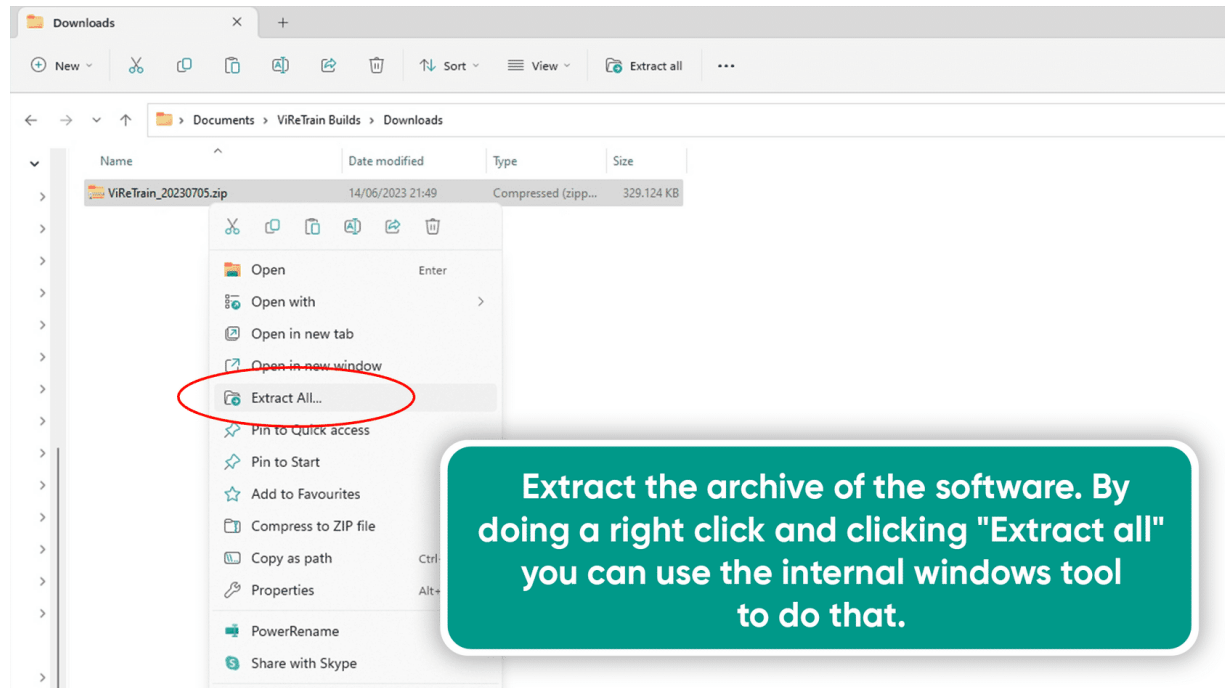 Downloads
New
Sort
View
Extract all
Documents > ViReTrain Builds > Downloads
Name Date modified Type Size
ViReTrain_20230705.zip 14/06/2023 21:49 Compressed (zipp... 329.124 KB
Open Enter
Open with
Open in new tab
Open in new window
Extract All...
Pin to Quick access
Pin to Start
Add to Favourites
Compress to ZIP file
Copy as path Ctrl
Properties Alt+
PowerRename
Share with Skype
Extract the archive of the software. By
doing a right click and clicking "Extract all"
you can use the internal windows tool
to do that.